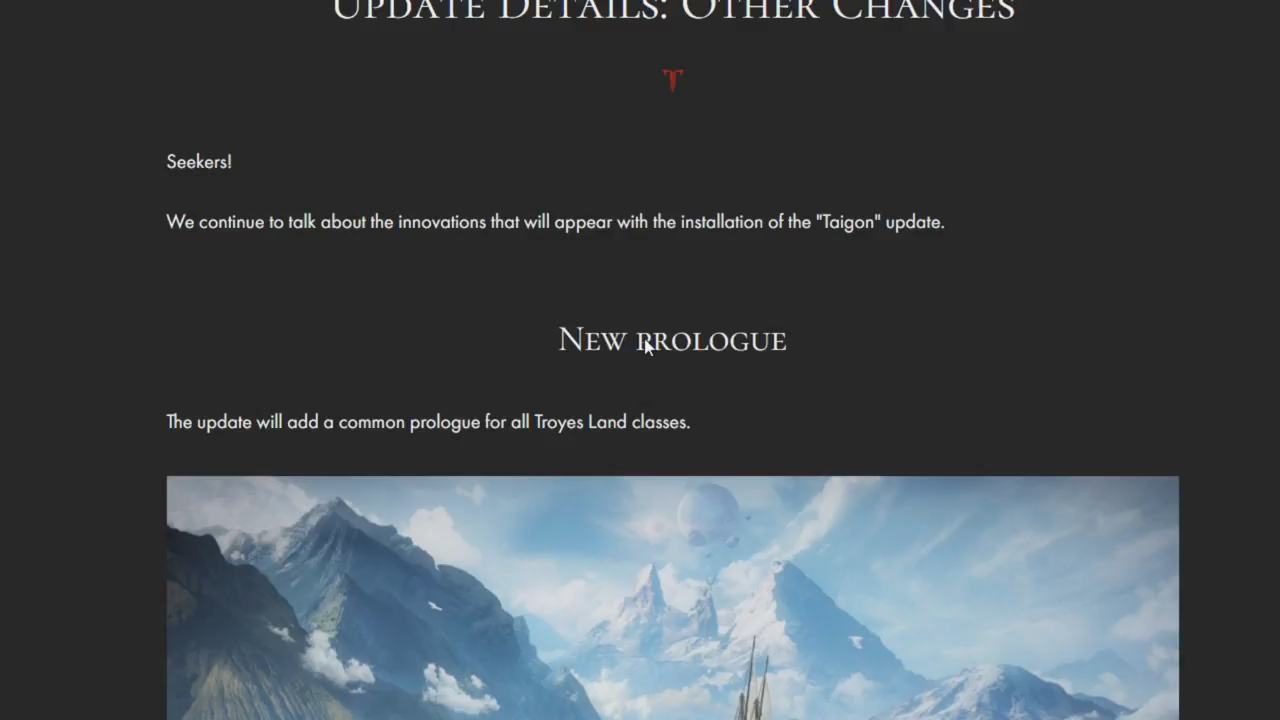 Update Details: Other Changes
Seekers!
We continue to talk about the innovations that will appear with the installation of the "Taigon" update.
New prologue
The update will add a common prologue for all Troyes Land classes.